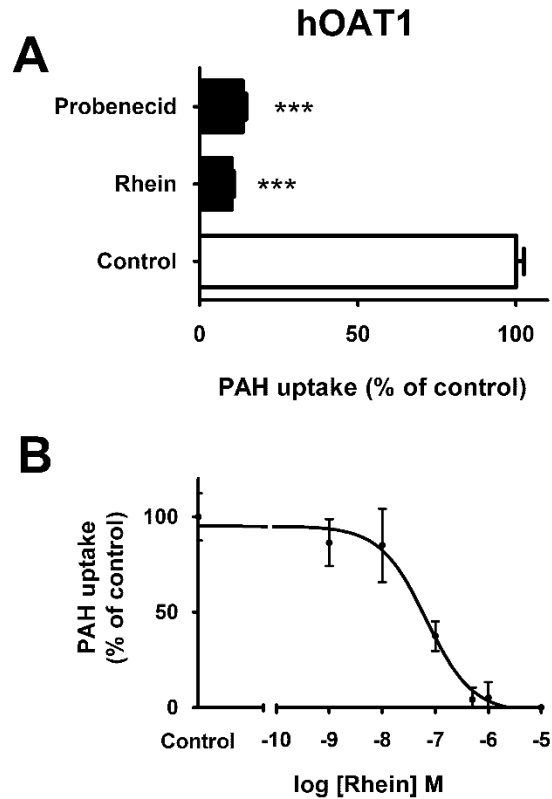 hOAT1
A
Probenecid ***
Rhein ***
Control
0 50 100
PAH uptake (% of control)
B
PAH uptake
(% of control)
100
50
0
Control -10 -9 -8 -7 -6 -5
log [Rhein] M